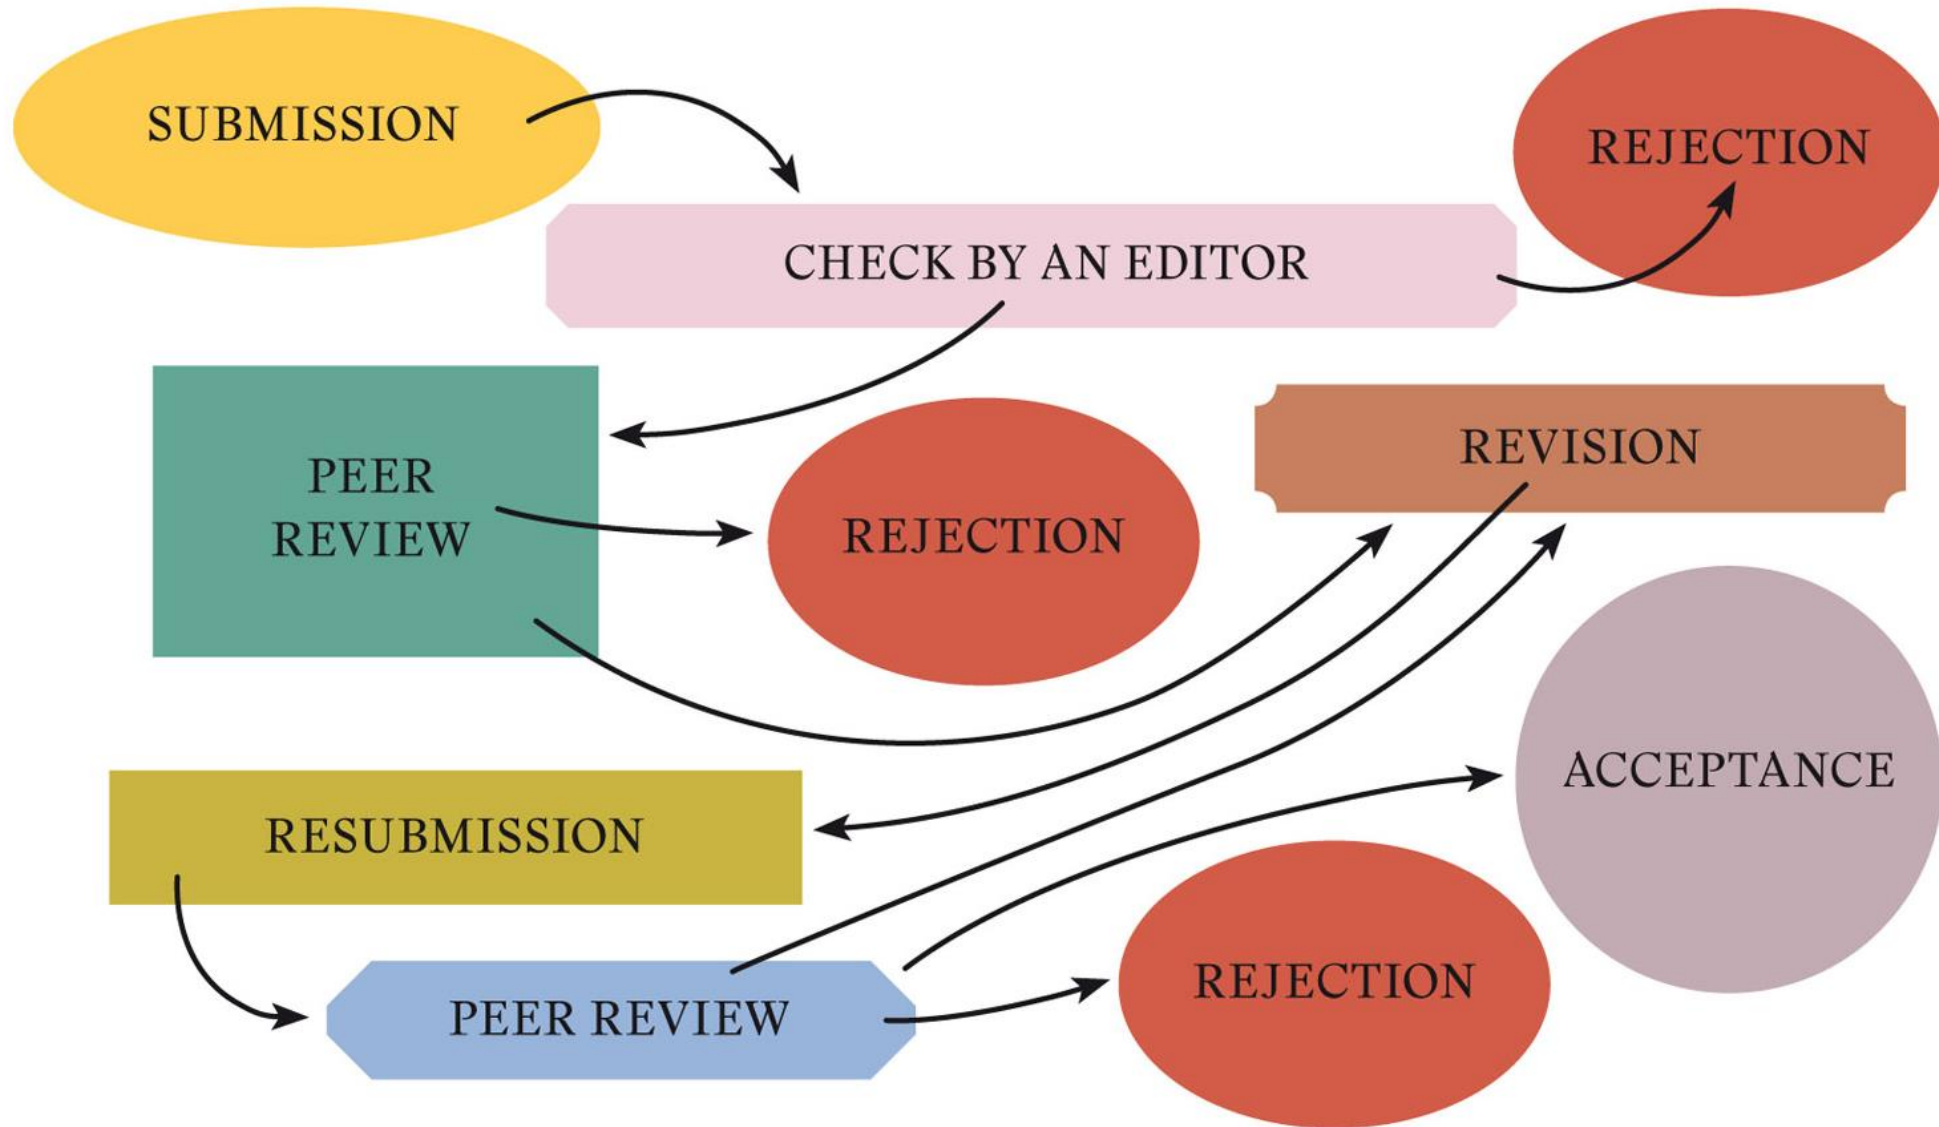 SUBMISSION
REJECTION
CHECK BY AN EDITOR
PEER
REVIEW
REJECTION
REVISION
RESUBMISSION
ACCEPTANCE
PEER REVIEW
REJECTION